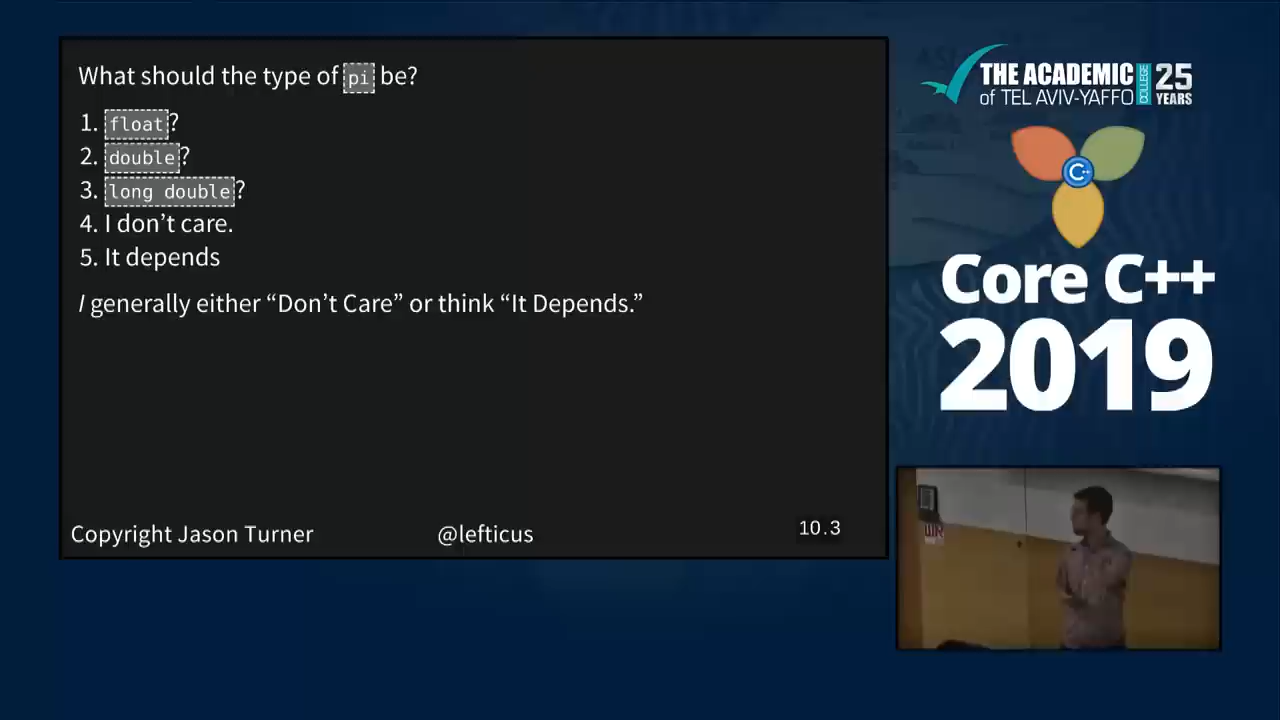 What should the type of pi be?
1. float?
2. double?
3. long double?
4. I don’t care.
5. It depends
I generally either “Don’t Care” or think “It Depends.”
Copyright Jason Turner
@lefticus
10.3
THE ACADEMIC
of TEL AVIV-YAFFO
COLLEGE
25
YEARS
C++
Core C++
2019